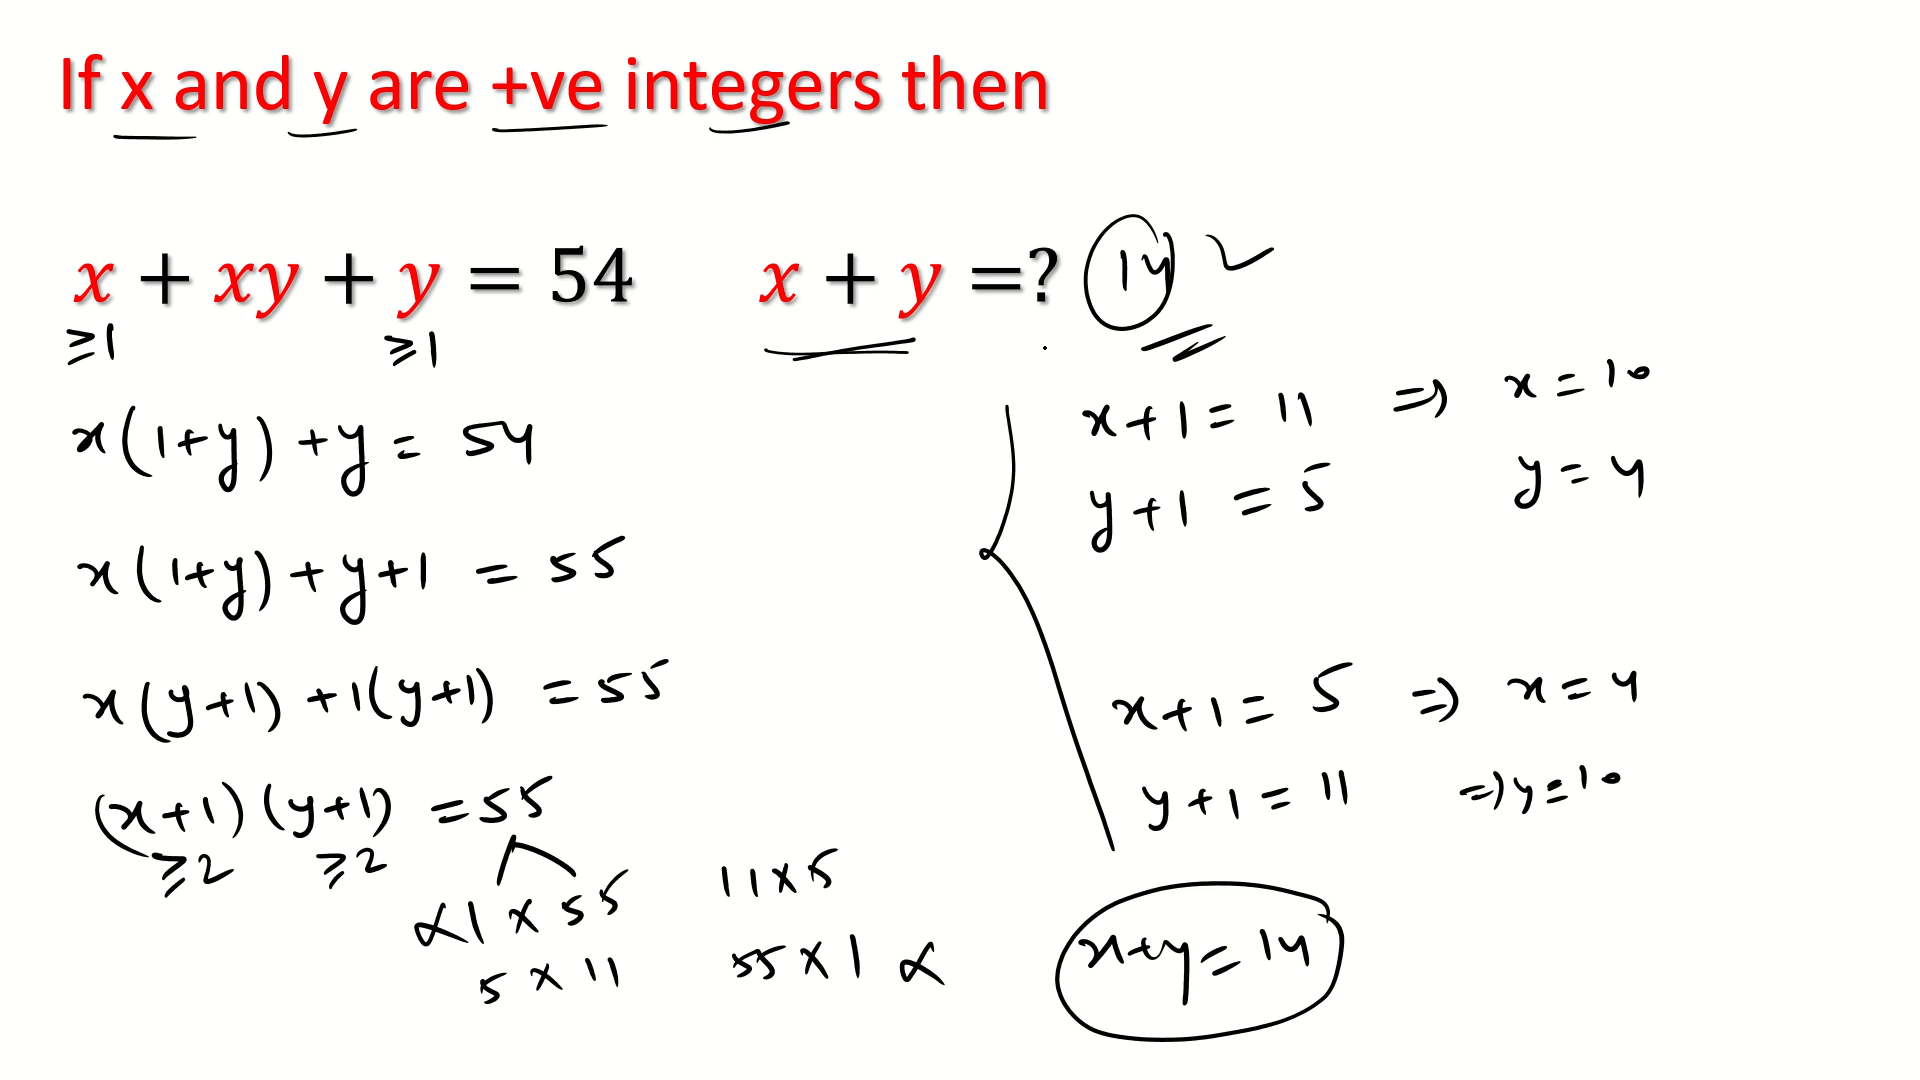 If x and y are +ve integers then
x + xy + y = 54 x + y =? 14
≥1 ≥1
x(1+y) + y = 54
x(1+y) + y+1 = 55
x(y+1) + 1(y+1) = 55
(x+1)(y+1) = 55
≥2 ≥2
1 × 55 11 × 5
5 × 11 55 × 1
x+1 = 11 ⇒ x = 10
y+1 = 5 y = 4
x+1 = 5 ⇒ x = 4
y+1 = 11 ⇒ y = 10
x+y = 14